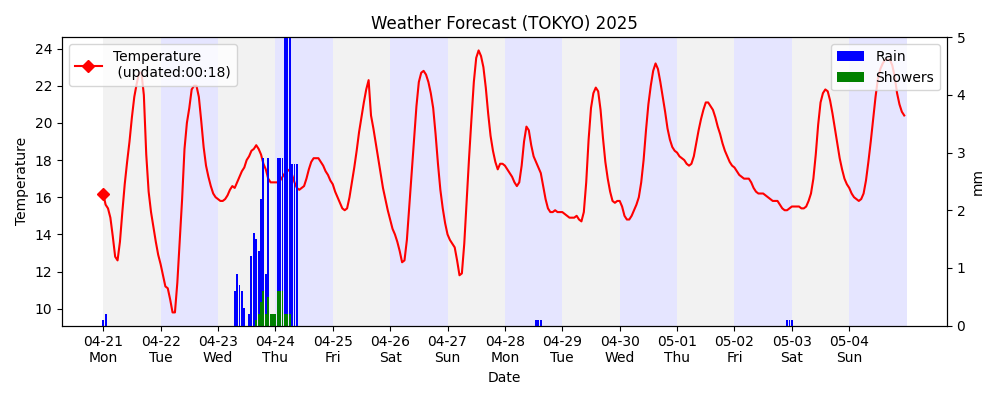 Weather Forecast (TOKYO) 2025
Temperature
(updated:00:18)
Rain
Showers
Temperature
24
22
20
18
16
14
12
10
5
4
3
2
1
0
mm
04-21 04-22 04-23 04-24 04-25 04-26 04-27 04-28 04-29 04-30 05-01 05-02 05-03 05-04
Mon Tue Wed Thu Fri Sat Sun Mon Tue Wed Thu Fri Sat Sun
Date